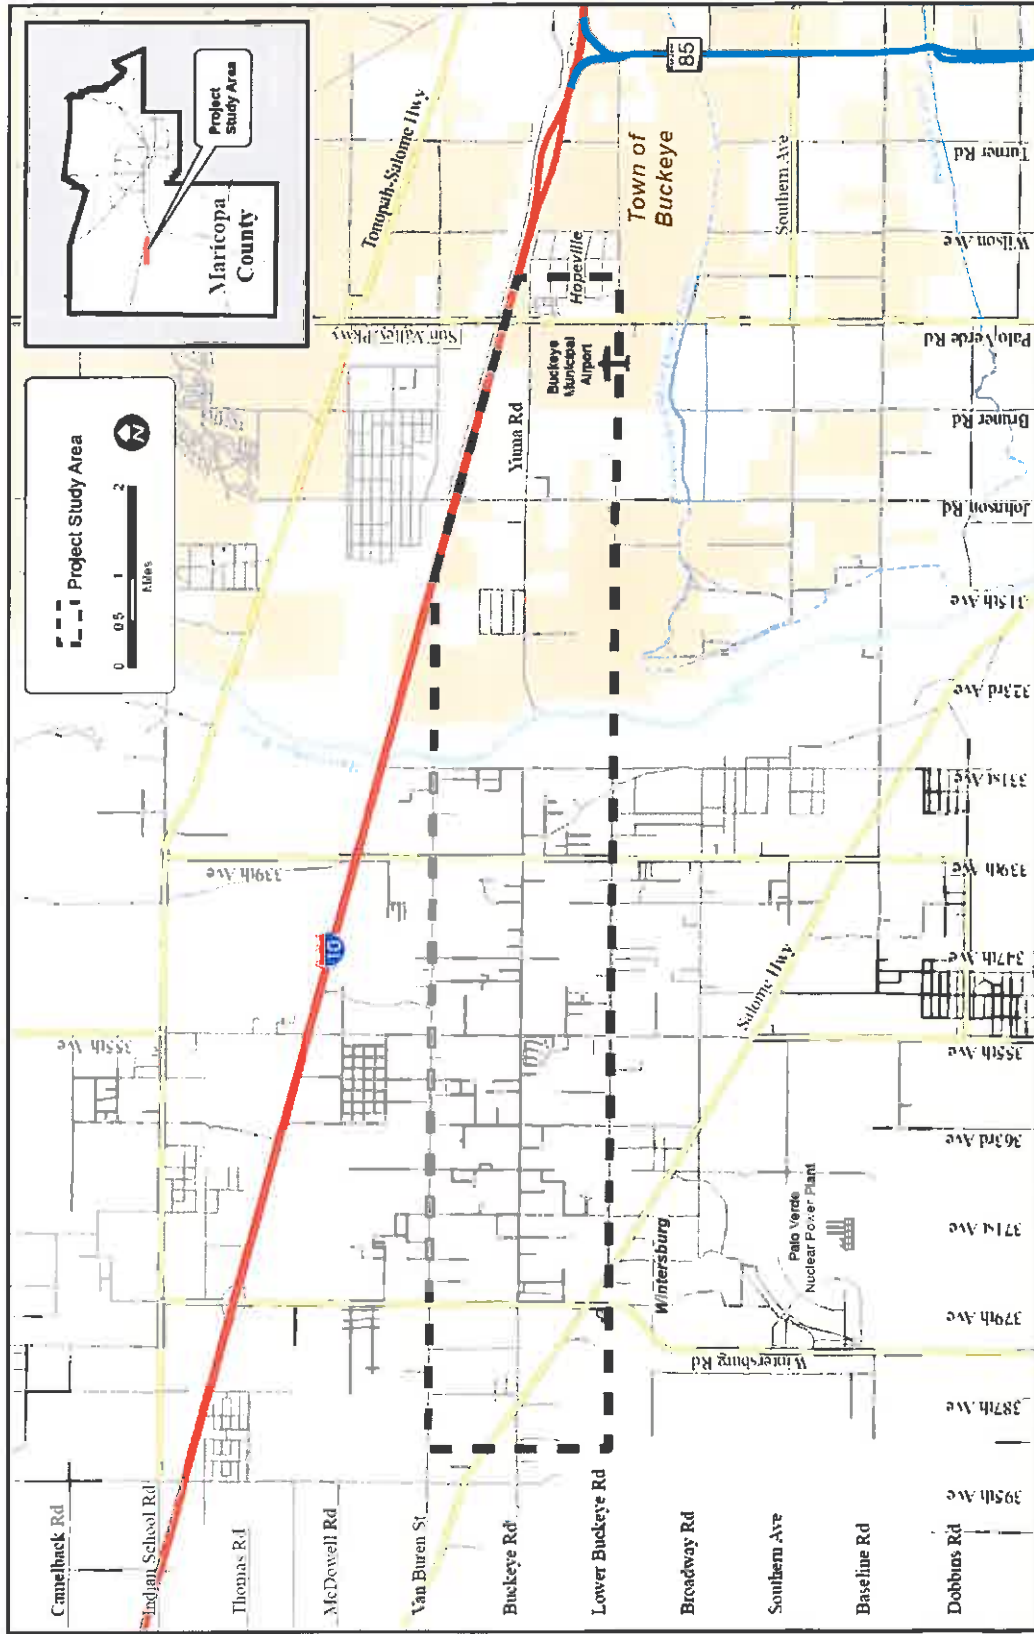 Maricopa
County
Project
Study Area
Project Study Area
N
0
0.5
1
2
Miles
Tonopah-Salome Hwy
Sun Valley Pkwy
85
Town of
Buckeye
Hopeville
Buckeye
Municipal
Airport
Yuma Rd
Southern Ave
339th Ave
355th Ave
10
Salome Hwy
Wintersburg
Palo Verde
Nuclear Power Plant
Wintersburg Rd
Camelback Rd
Indian School Rd
Thomas Rd
McDowell Rd
Van Buren St
Buckeye Rd
Lower Buckeye Rd
Broadway Rd
Southern Ave
Baseline Rd
Dobbins Rd
395th Ave
387th Ave
379th Ave
371st Ave
363rd Ave
355th Ave
347th Ave
339th Ave
331st Ave
323rd Ave
315th Ave
Johnson Rd
Bruner Rd
Palo Verde Rd
Wilson Ave
Turner Rd